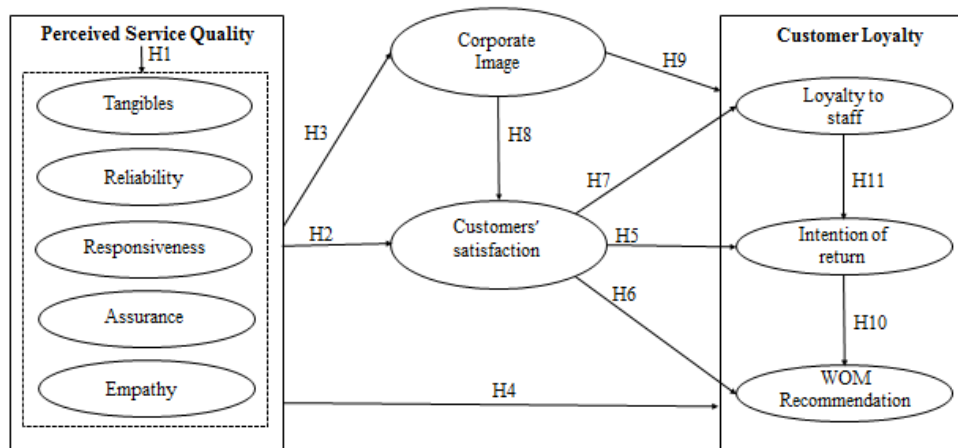 Perceived Service Quality
H1
Tangibles
Reliability
Responsiveness
Assurance
Empathy
H3
H2
H4
Corporate
Image
H8
Customers'
satisfaction
H9
H7
H5
H6
Customer Loyalty
Loyalty to
staff
H11
Intention of
return
H10
WOM
Recommendation